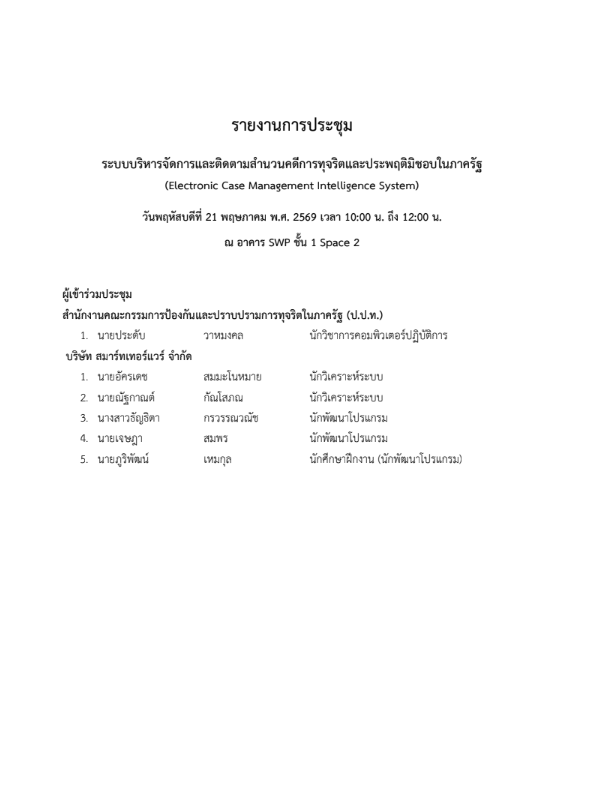 รายงานการประชุม
ระบบบริหารจัดการและติดตามสำนวนคดีการทุจริตและประพฤติมิชอบในภาครัฐ
(Electronic Case Management Intelligence System)
วันพฤหัสบดีที่ 21 พฤษภาคม พ.ศ. 2569 เวลา 10:00 น. ถึง 12:00 น.
ณ อาคาร SWP ชั้น 1 Space 2
ผู้เข้าร่วมประชุม
สำนักงานคณะกรรมการป้องกันและปราบปรามการทุจริตในภาครัฐ (ป.ป.ท.)
1. นายประดับ วาหมงคล นักวิชาการคอมพิวเตอร์ปฏิบัติการ
บริษัท สมาร์ทเทอร์แวร์ จำกัด
1. นายอัครเดช สมมะโนหมาย นักวิเคราะห์ระบบ
2. นายณัฐกาณต์ กัณโสภณ นักวิเคราะห์ระบบ
3. นางสาวธัญธิตา กรวรรณวณัช นักพัฒนาโปรแกรม
4. นายเจษฎา สมพร นักพัฒนาโปรแกรม
5. นายภูริพัฒน์ เหมกุล นักศึกษาฝึกงาน (นักพัฒนาโปรแกรม)